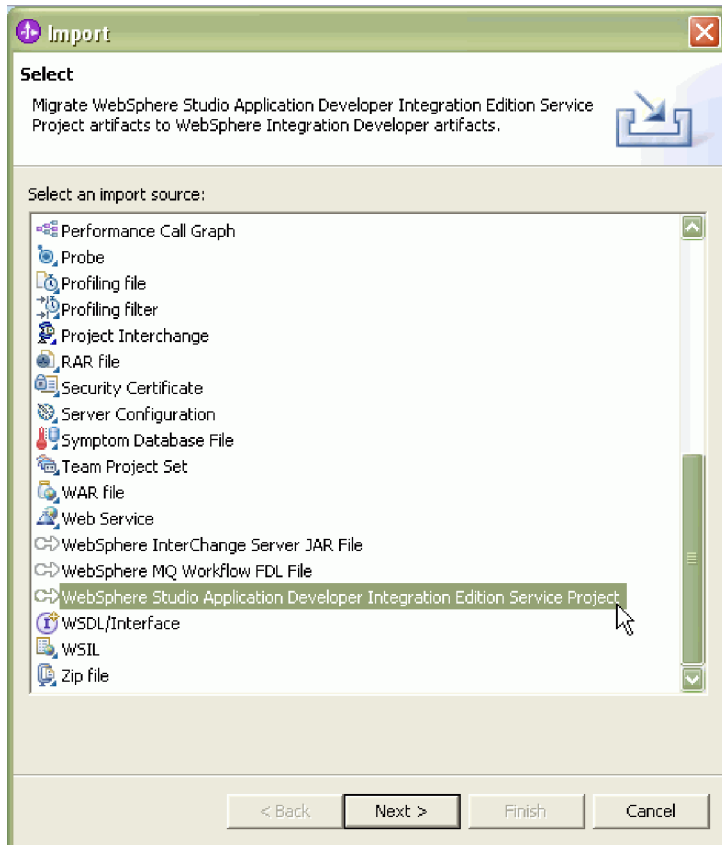 Import
Select
Migrate WebSphere Studio Application Developer Integration Edition Service
Project artifacts to WebSphere Integration Developer artifacts.
Select an import source:
Performance Call Graph
Probe
Profiling file
Profiling filter
Project Interchange
RAR file
Security Certificate
Server Configuration
Symptom Database File
Team Project Set
WAR file
Web Service
WebSphere InterChange Server JAR File
WebSphere MQ Workflow FDL File
WebSphere Studio Application Developer Integration Edition Service Project
WSDL/Interface
WSIL
Zip file
< Back Next > Finish Cancel